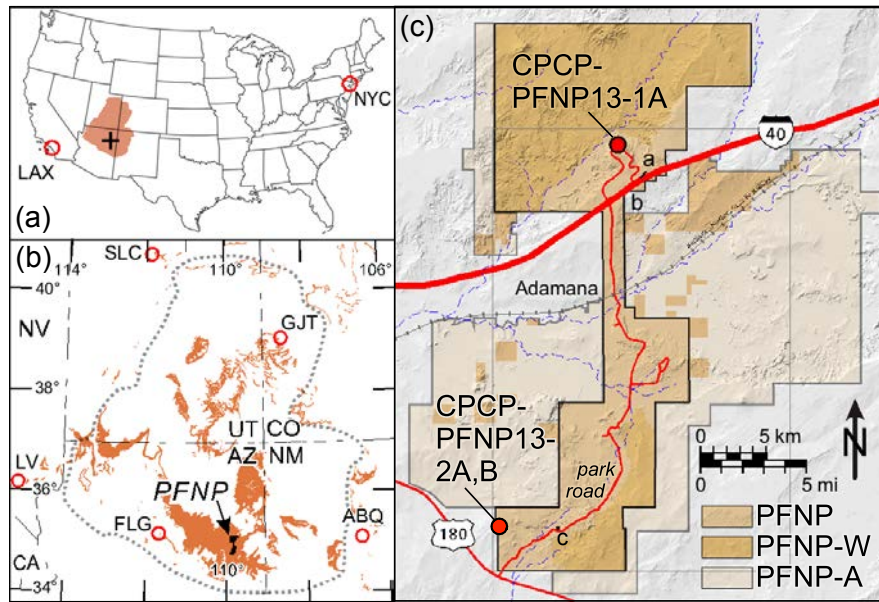 (a)
LAX
NYC
(b)
114°
SLC
110°
106°
40°
NV
GJT
38°
UT CO
AZ NM
LV
PFNP
36°
FLG
ABQ
110°
CA
34°
(c)
CPCP-
PFNP13-1A
40
a
b
Adamana
CPCP-
PFNP13-
2A,B
park
road
180
c
0 5 km
0 5 mi
N
PFNP
PFNP-W
PFNP-A